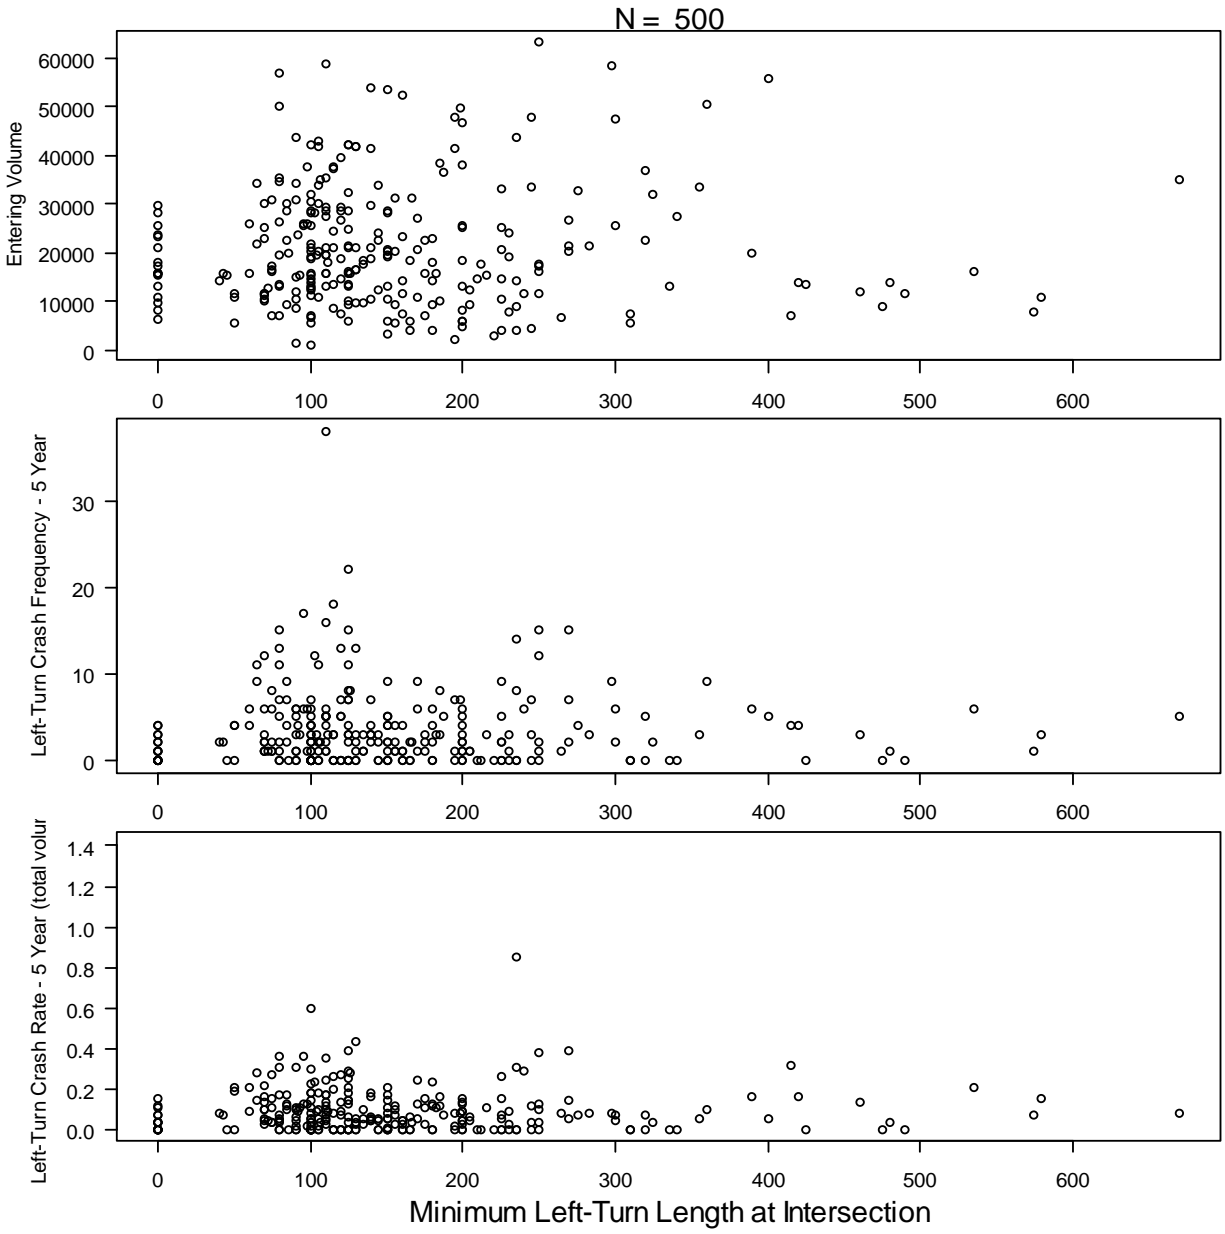 N = 500
Entering Volume
60000
50000
40000
30000
20000
10000
0
0 100 200 300 400 500 600
Left-Turn Crash Frequency - 5 Year
30
20
10
0
0 100 200 300 400 500 600
Left-Turn Crash Rate - 5 Year (total volur
1.4
1.2
1.0
0.8
0.6
0.4
0.2
0.0
0 100 200 300 400 500 600
Minimum Left-Turn Length at Intersection